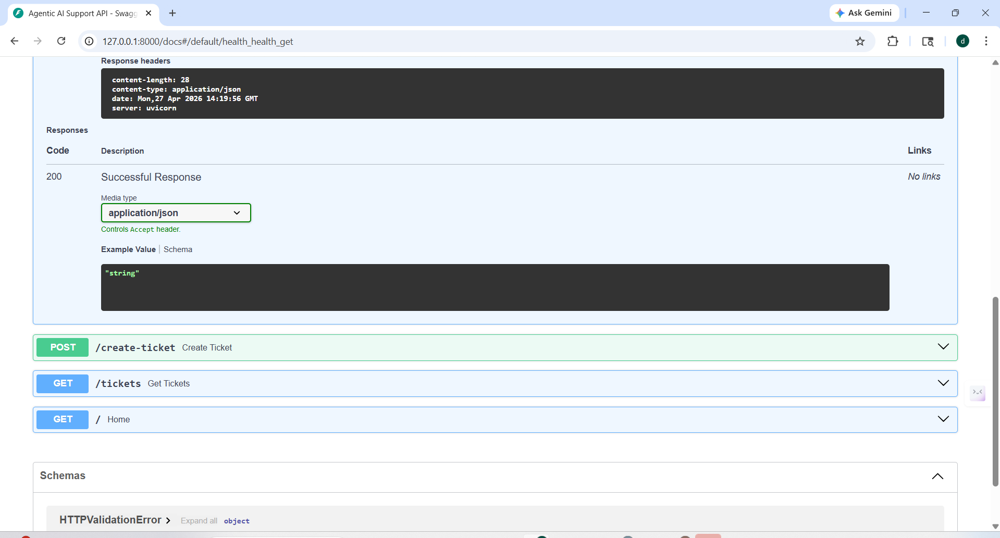 Agentic AI Support API - Swagg
Ask Gemini
127.0.0.1:8000/docs#/default/health_health_get
d
Response headers
content-length: 28
content-type: application/json
date: Mon,27 Apr 2026 14:19:56 GMT
server: uvicorn
Responses
Code Description Links
200 Successful Response No links
Media type
application/json
Controls Accept header.
Example Value | Schema
"string"
POST /create-ticket Create Ticket
GET /tickets Get Tickets
GET / Home
Schemas
HTTPValidationError Expand all object